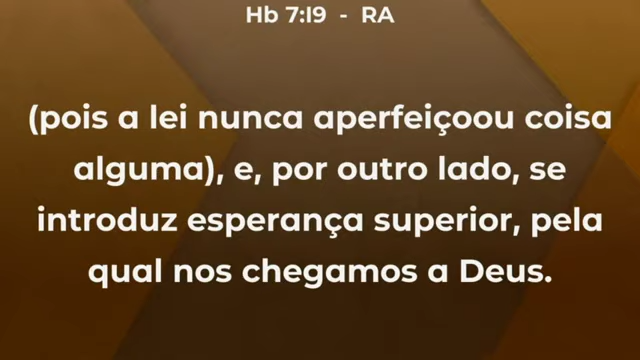 Hb 7:19 - RA
(pois a lei nunca aperfeiçoou coisa
alguma), e, por outro lado, se
introduz esperança superior, pela
qual nos chegamos a Deus.